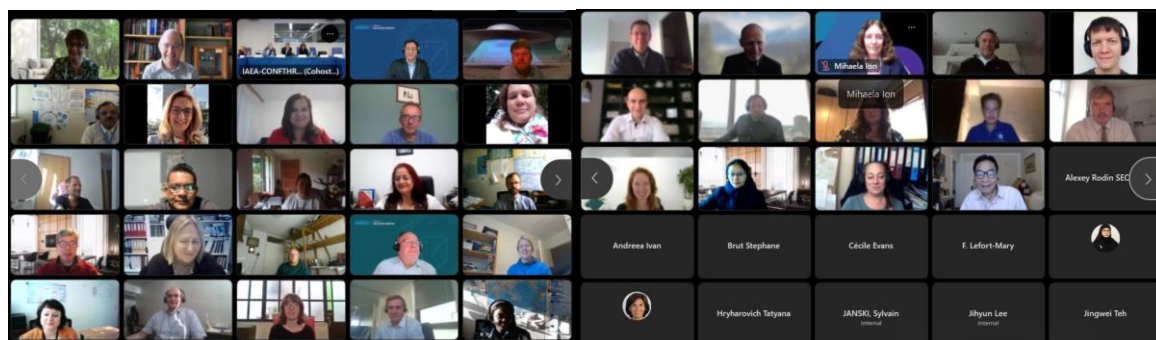 IAEA-CONFTHR... (Cohost...)
Mihaela Ion
Mihaela Ion
Alexey Rodin SEC
Andreea Ivan
Brut Stephane
Cécile Evans
F. Lefort-Mary
Hryharovich Tatyana
JANSKI, Sylvain
Internal
Jihyun Lee
Internal
Jingwei Teh